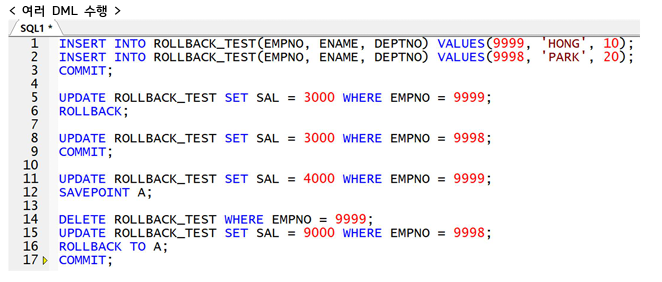 < 여러 DML 수행 >
SQL1 *
1 INSERT INTO ROLLBACK_TEST(EMPNO, ENAME, DEPTNO) VALUES(9999, 'HONG', 10);
2 INSERT INTO ROLLBACK_TEST(EMPNO, ENAME, DEPTNO) VALUES(9998, 'PARK', 20);
3 COMMIT;
4
5 UPDATE ROLLBACK_TEST SET SAL = 3000 WHERE EMPNO = 9999;
6 ROLLBACK;
7
8 UPDATE ROLLBACK_TEST SET SAL = 3000 WHERE EMPNO = 9998;
9 COMMIT;
10
11 UPDATE ROLLBACK_TEST SET SAL = 4000 WHERE EMPNO = 9999;
12 SAVEPOINT A;
13
14 DELETE ROLLBACK_TEST WHERE EMPNO = 9999;
15 UPDATE ROLLBACK_TEST SET SAL = 9000 WHERE EMPNO = 9998;
16 ROLLBACK TO A;
17 COMMIT;